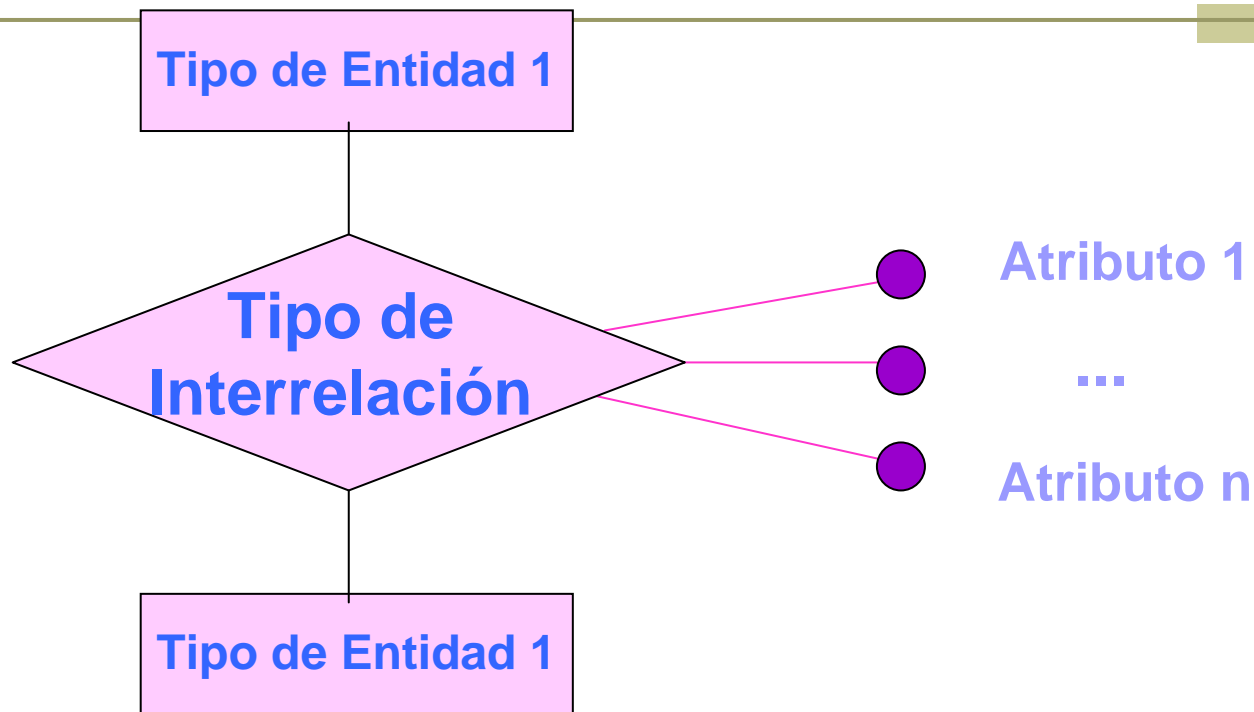 Tipo de Entidad 1
Tipo de
Interrelación
Atributo 1
...
Atributo n
Tipo de Entidad 1